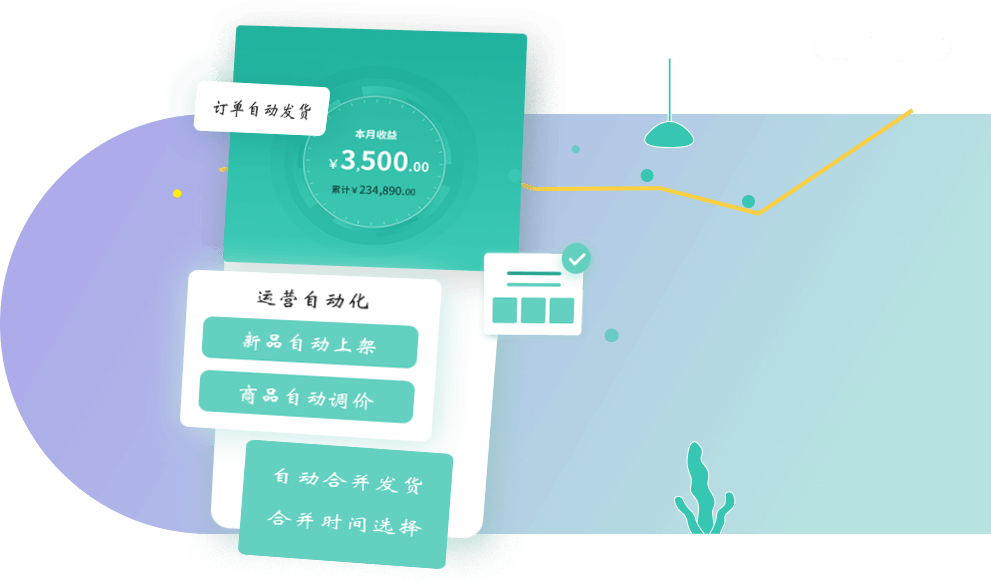 订单自动发货
本月收益
¥3,500.00
累计¥234,890.00
运营自动化
新品自动上架
商品自动调价
自动合并发货
合并时间选择